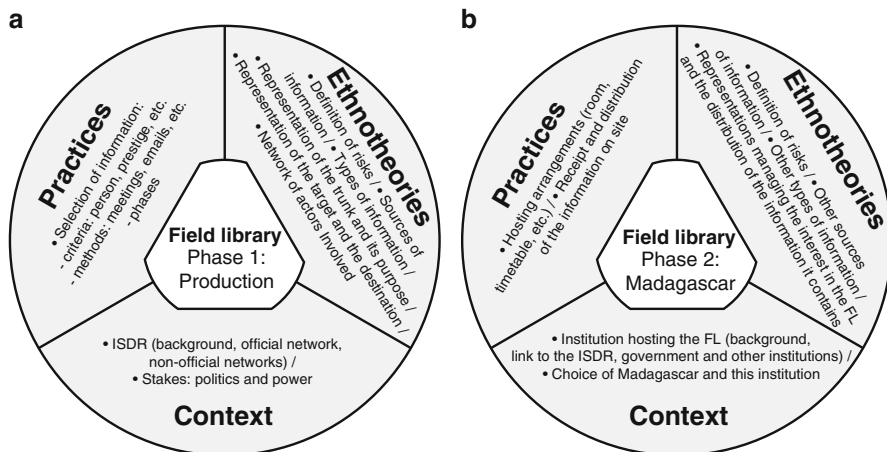 a
Practices
• Selection of information:
- criteria: person, prestige, etc.
- methods: meetings, emails, etc.
- phases
Ethnotheories
• Definition of risks / • Sources of
information / • Types of information /
• Representation of the trunk and its purpose /
• Representation of the target and the destination /
• Network of actors Involved
Field library
Phase 1:
Production
• ISDR (background, official network,
non-official networks) /
• Stakes: politics and power
Context
b
Practices
• Hosting arrangements (room,
timetable, etc.) / • Receipt and distribution
of the information on site
Ethnotheories
• Definition of risks / • Other sources
of information / • Other types of information /
• Representations managing the interest in the FL
and the distribution of the information it contains
Field library
Phase 2:
Madagascar
• Institution hosting the FL (background,
link to the ISDR, government and other institutions) /
• Choice of Madagascar and this institution
Context